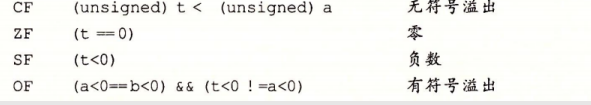 CF (unsigned) t < (unsigned) a 无符号溢出
ZF (t == 0) 零
SF (t<0) 负数
OF (a<0==b<0) && (t<0 !=a<0) 有符号溢出